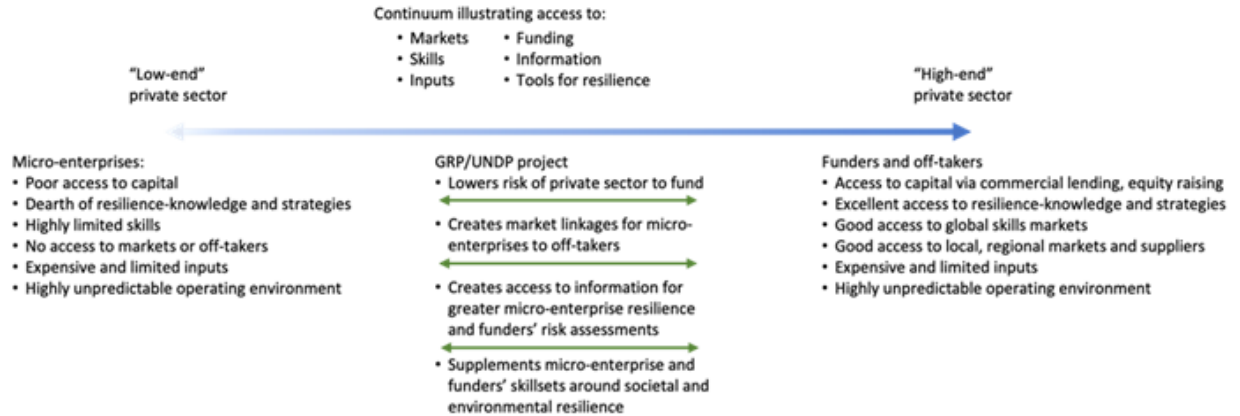 Continuum illustrating access to:
• Markets
• Skills
• Inputs
• Funding
• Information
• Tools for resilience
"Low-end"
private sector
"High-end"
private sector
Micro-enterprises:
• Poor access to capital
• Dearth of resilience-knowledge and strategies
• Highly limited skills
• No access to markets or off-takers
• Expensive and limited inputs
• Highly unpredictable operating environment
GRP/UNDP project
• Lowers risk of private sector to fund
• Creates market linkages for micro-
enterprises to off-takers
• Creates access to information for
greater micro-enterprise resilience
and funders' risk assessments
• Supplements micro-enterprise and
funders' skillsets around societal and
environmental resilience
Funders and off-takers
• Access to capital via commercial lending, equity raising
• Excellent access to resilience-knowledge and strategies
• Good access to global skills markets
• Good access to local, regional markets and suppliers
• Expensive and limited inputs
• Highly unpredictable operating environment